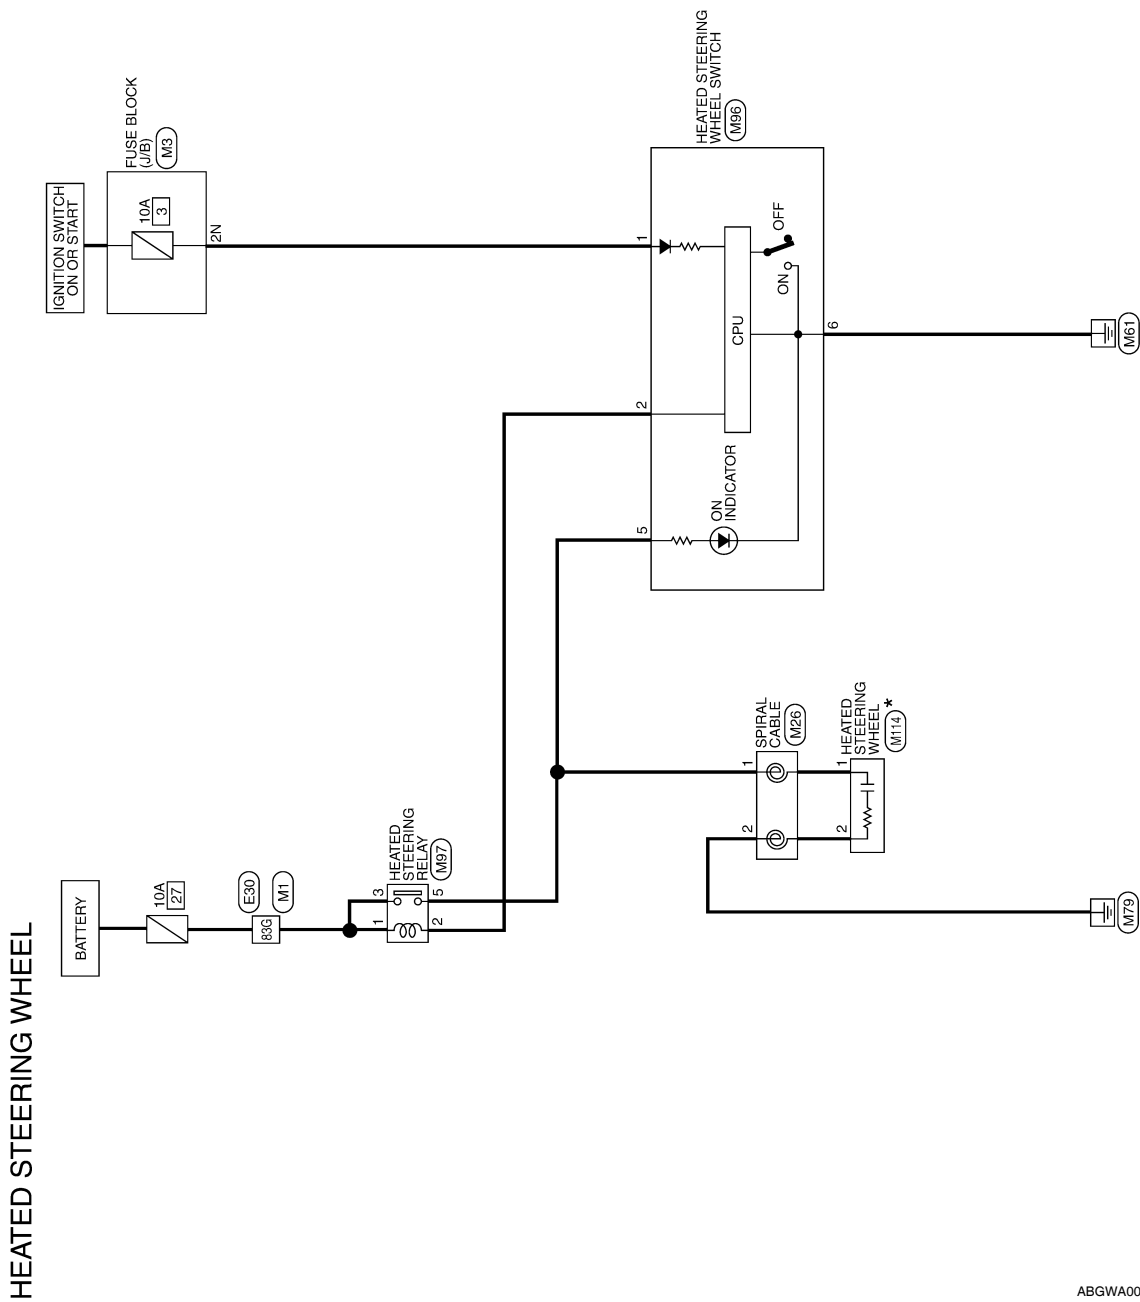 HEATED STEERING WHEEL
BATTERY
10A
27
83G
E30
M1
1
3
2
5
HEATED
STEERING
RELAY
M97
IGNITION SWITCH
ON OR START
10A
3
2N
FUSE BLOCK
(J/B)
M3
5
2
1
ON
INDICATOR
CPU
ON
OFF
6
HEATED STEERING
WHEEL SWITCH
M96
2
1
SPIRAL
CABLE
M26
2
1
HEATED
STEERING
WHEEL *
M114
M79
M61
ABGWA00